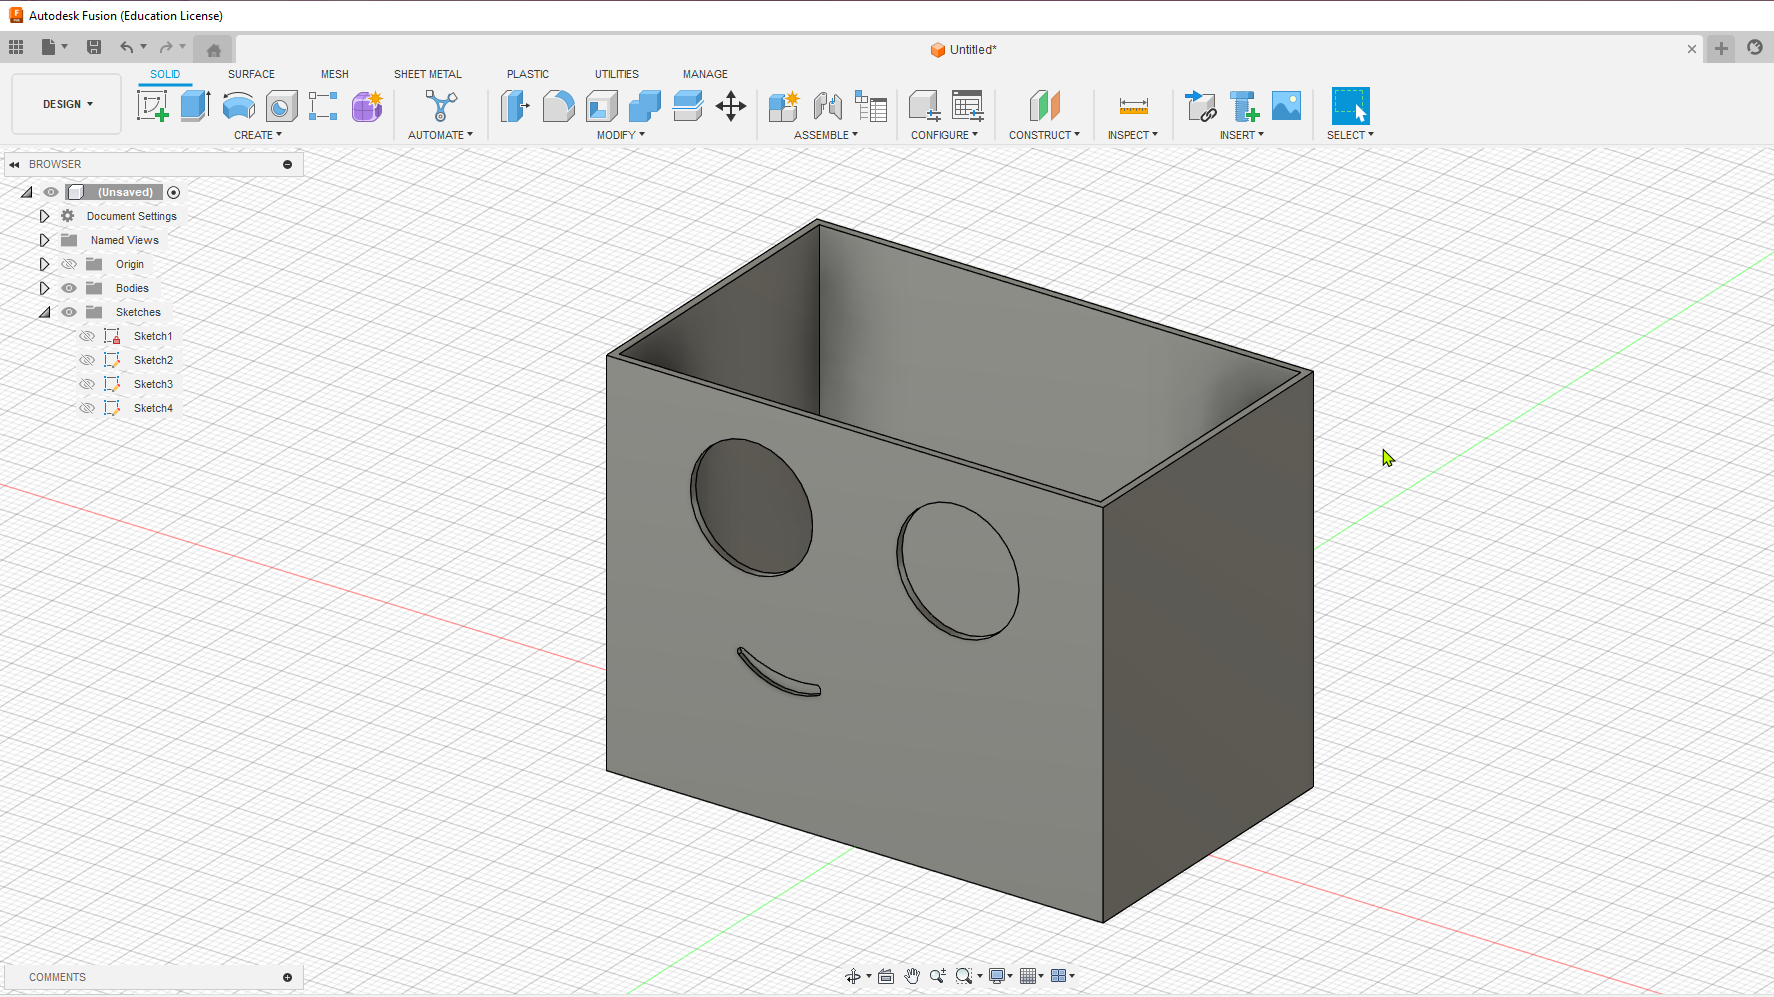 Autodesk Fusion (Education License)
Untitled*
DESIGN
SOLID SURFACE MESH SHEET METAL PLASTIC UTILITIES MANAGE
CREATE AUTOMATE MODIFY ASSEMBLE CONFIGURE CONSTRUCT INSPECT INSERT SELECT
BROWSER
(Unsaved)
Document Settings
Named Views
Origin
Bodies
Sketches
Sketch1
Sketch2
Sketch3
Sketch4
COMMENTS